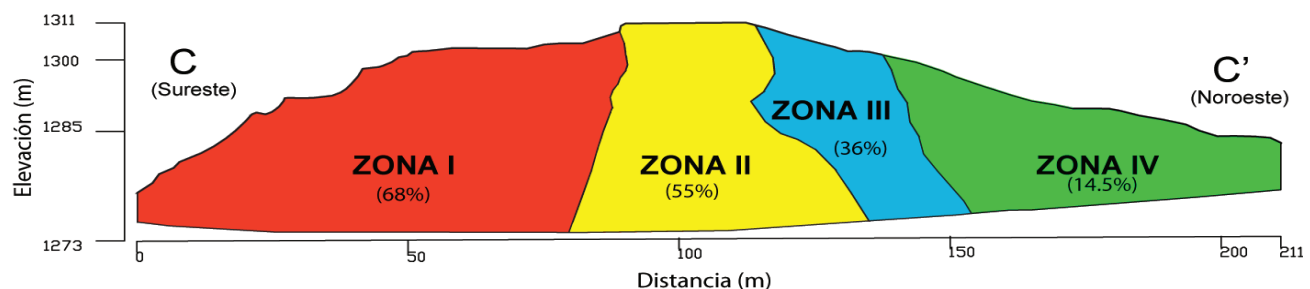 1311
1300
1285
1273
Elevación (m)
C
(Sureste)
C’
(Noroeste)
ZONA I
(68%)
ZONA II
(55%)
ZONA III
(36%)
ZONA IV
(14.5%)
0
50
100
150
200
211
Distancia (m)